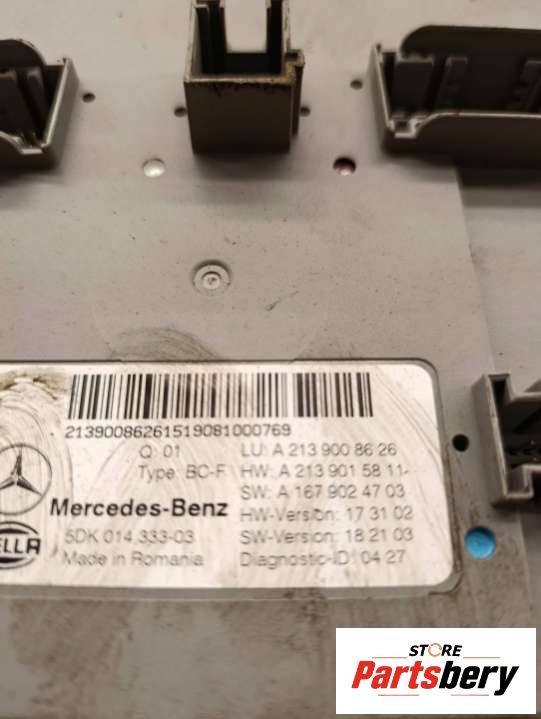 21390086261519081000769
Q: 01 LU: A 213 900 86 26
Type: BC-F HW: A 213 901 58 11
Mercedes-Benz SW: A 167 902 47 03
HW-Version: 17 31 02
5DK 014 333-03 SW-Version: 18 21 03
Made in Romania Diagnostic-ID: 04 27
ELLA
STORE
Partsbery